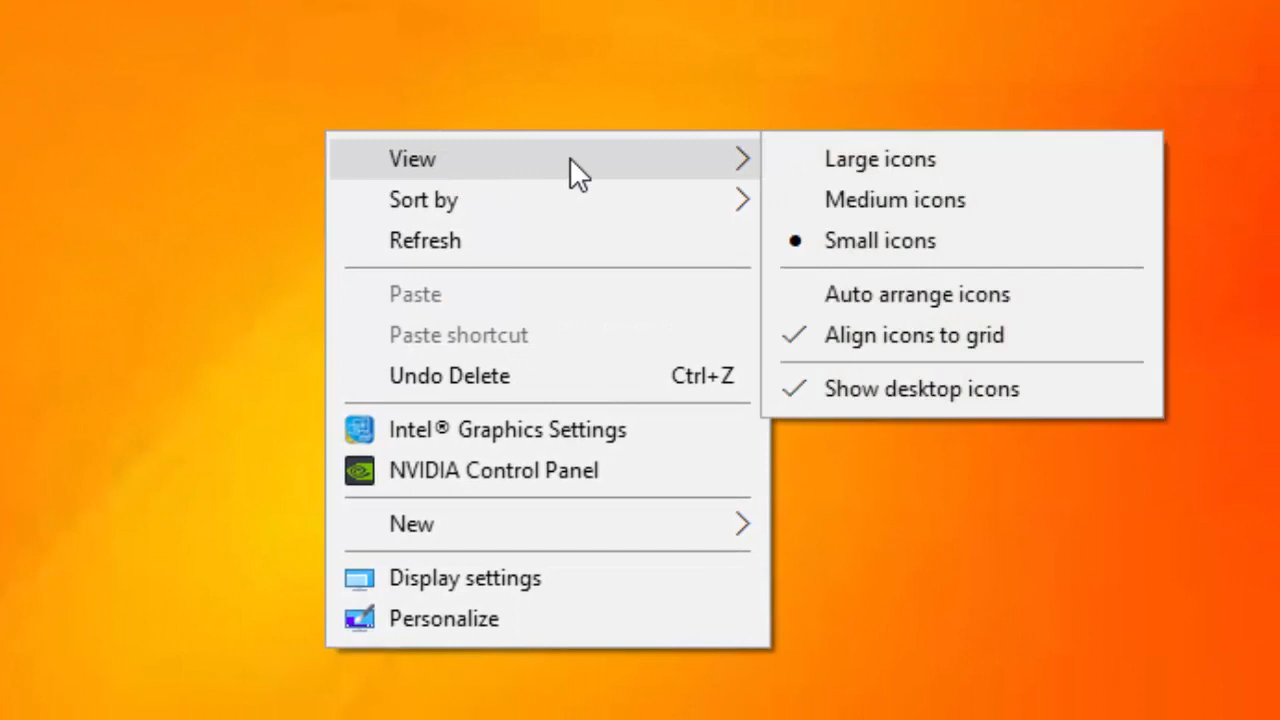 View
Sort by
Refresh
Paste
Paste shortcut
Undo Delete Ctrl+Z
Intel® Graphics Settings
NVIDIA Control Panel
New
Display settings
Personalize
Large icons
Medium icons
Small icons
Auto arrange icons
Align icons to grid
Show desktop icons